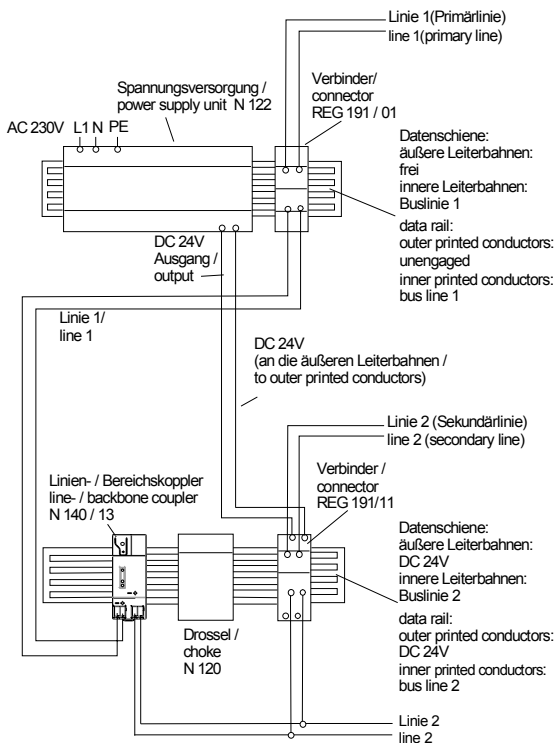 Linie 1(Primärlinie)
line 1(primary line)
Spannungsversorgung /
power supply unit N 122
Verbinder/
connector
REG 191 / 01
AC 230V L1 N PE
Datenschiene:
äußere Leiterbahnen:
frei
innere Leiterbahnen:
Buslinie 1
data rail:
outer printed conductors:
unengaged
inner printed conductors:
bus line 1
DC 24V
Ausgang /
output
Linie 1/
line 1
DC 24V
(an die äußeren Leiterbahnen /
to outer printed conductors)
Linie 2 (Sekundärlinie)
line 2 (secondary line)
Linien- / Bereichskoppler
line- / backbone coupler
N 140 / 13
Verbinder /
connector
REG 191/11
Datenschiene:
äußere Leiterbahnen:
DC 24V
innere Leiterbahnen:
Buslinie 2
data rail:
outer printed conductors:
DC 24V
inner printed conductors:
bus line 2
Drossel /
choke
N 120
Linie 2
line 2